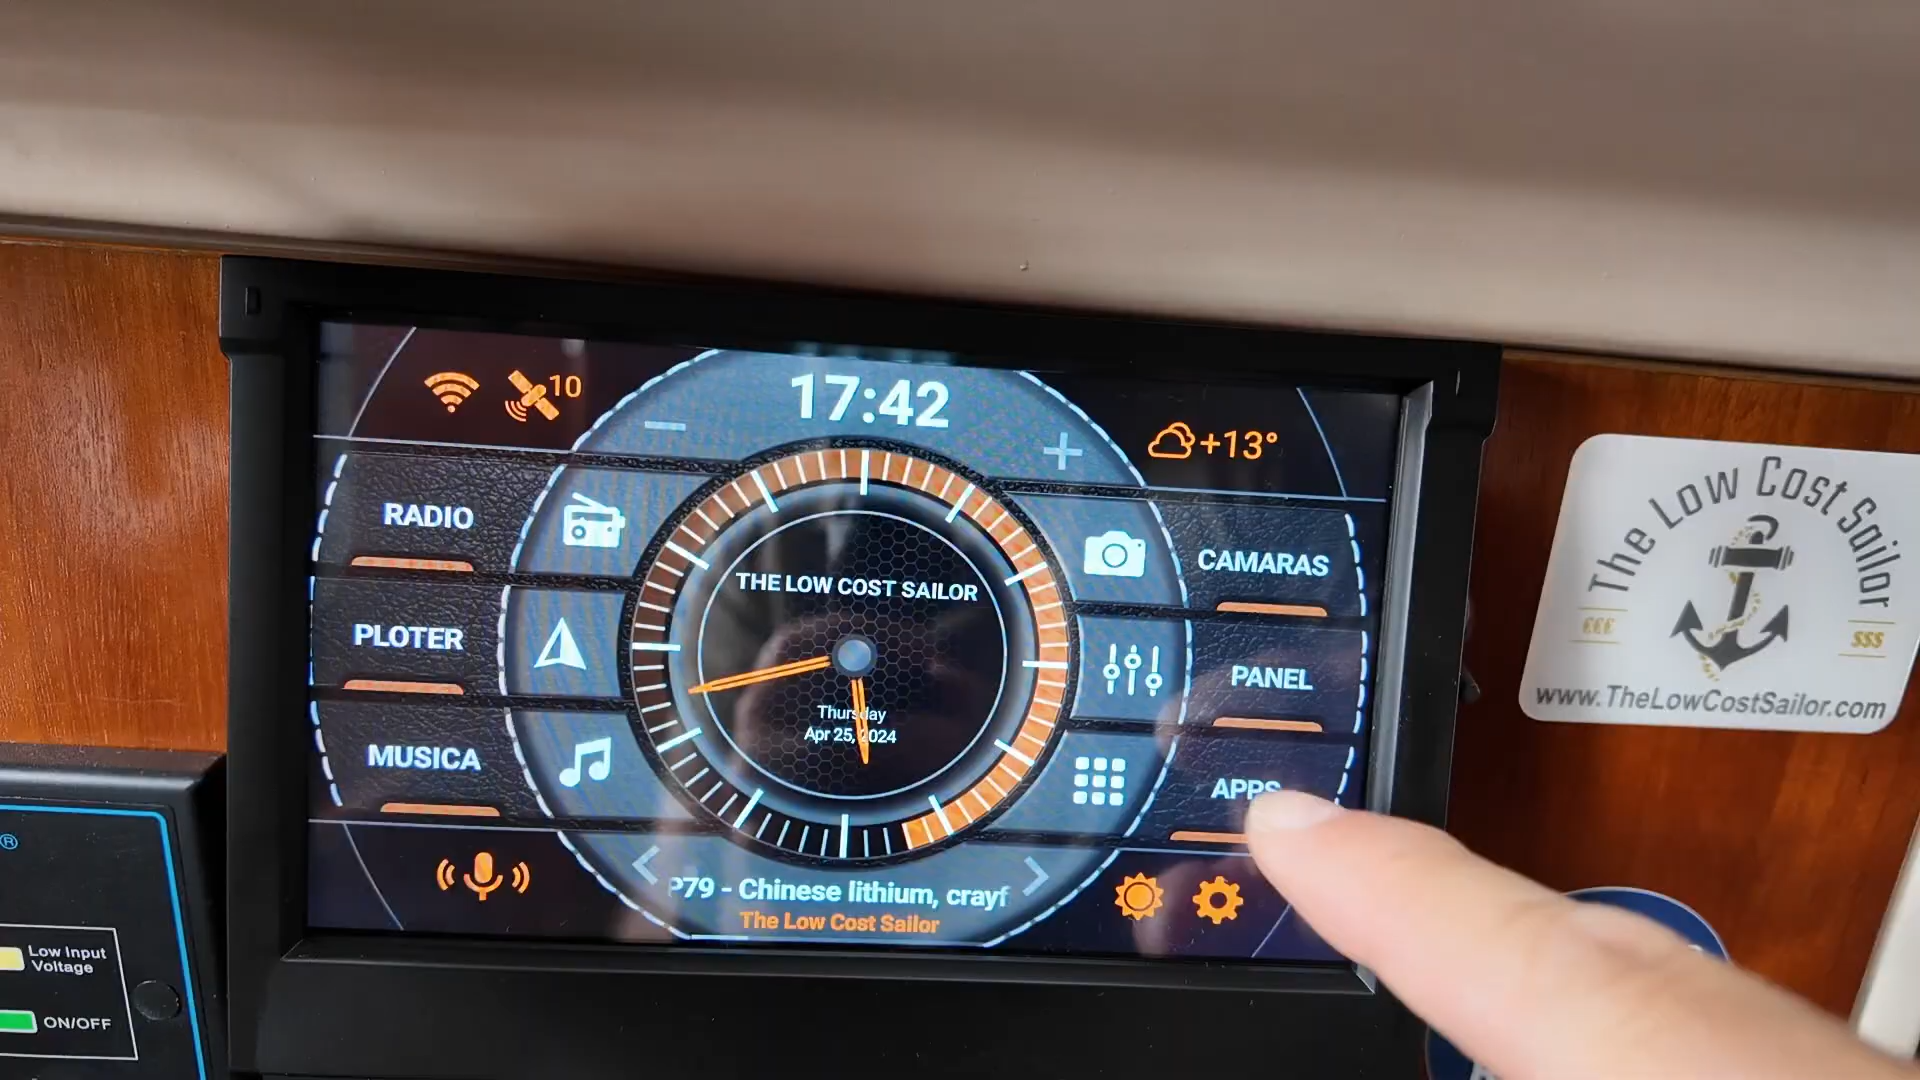 17:42
10
+13°
RADIO
CAMARAS
THE LOW COST SAILOR
PLOTER
PANEL
Thursday
Apr 25, 2024
MUSICA
APPS
P79 - Chinese lithium, crayf
The Low Cost Sailor
The Low Cost Sailor
£££
$$$
www.TheLowCostSailor.com
®
Low Input
Voltage
ON/OFF